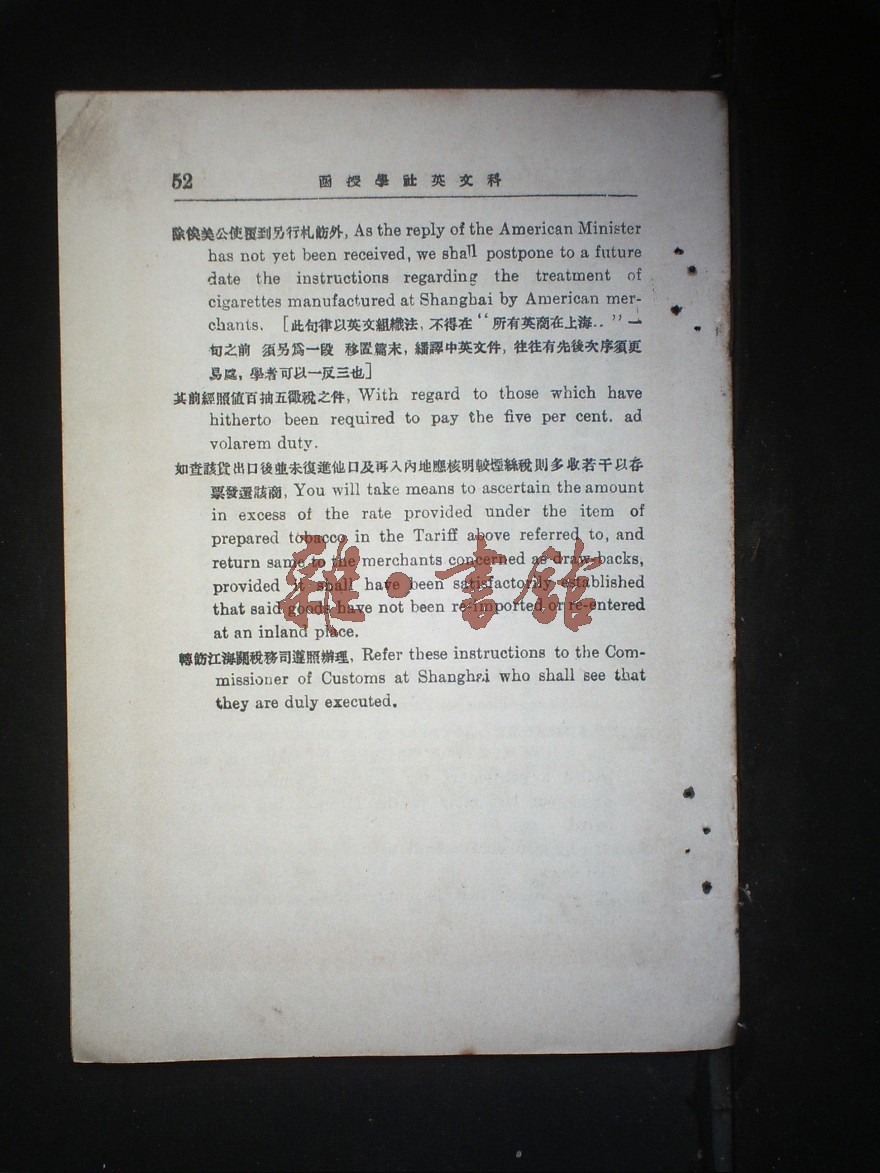 52
函授學社英文科
除俟美公使覆到另行札飭外, As the reply of the American Minister
has not yet been received, we shall postpone to a future
date the instructions regarding the treatment of
cigarettes manufactured at Shanghai by American mer-
chants. [此句律以英文組織法, 不得在“所有英商在上海..”一
句之前 須另爲一段 移置篇末, 繙譯中英文件, 往往有先後次序須更
易處, 學者可以一反三也]
其前經照值百抽五徵稅之件, With regard to those which have
hitherto been required to pay the five per cent. ad
volarem duty.
如查該貨出口後並未復進他口及再入內地應核明較煙絲稅則多收若干以存
票發還該商, You will take means to ascertain the amount
in excess of the rate provided under the item of
prepared tobacco in the Tariff above referred to, and
return same to the merchants concerned as draw-backs,
provided it shall have been satisfactorily established
that said goods have not been re-imported or re-entered
at an inland place.
轉飭江海關稅務司遵照辦理, Refer these instructions to the Com-
missioner of Customs at Shanghai who shall see that
they are duly executed.
雜·書館